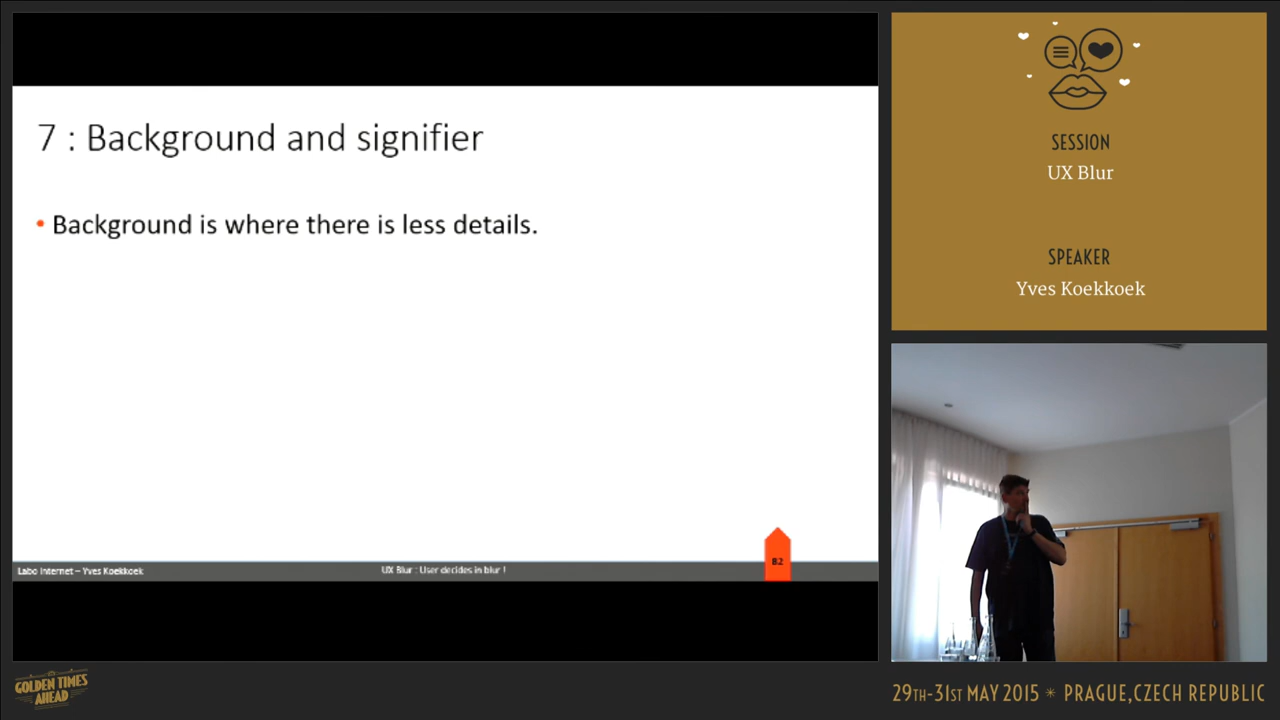 7 : Background and signifier
• Background is where there is less details.
Labo Internet – Yves Koekkoek
UX Blur : User decides in blur !
82
SESSION
UX Blur
SPEAKER
Yves Koekkoek
GOLDEN TIMES
AHEAD
29TH-31ST MAY 2015 * PRAGUE,CZECH REPUBLIC